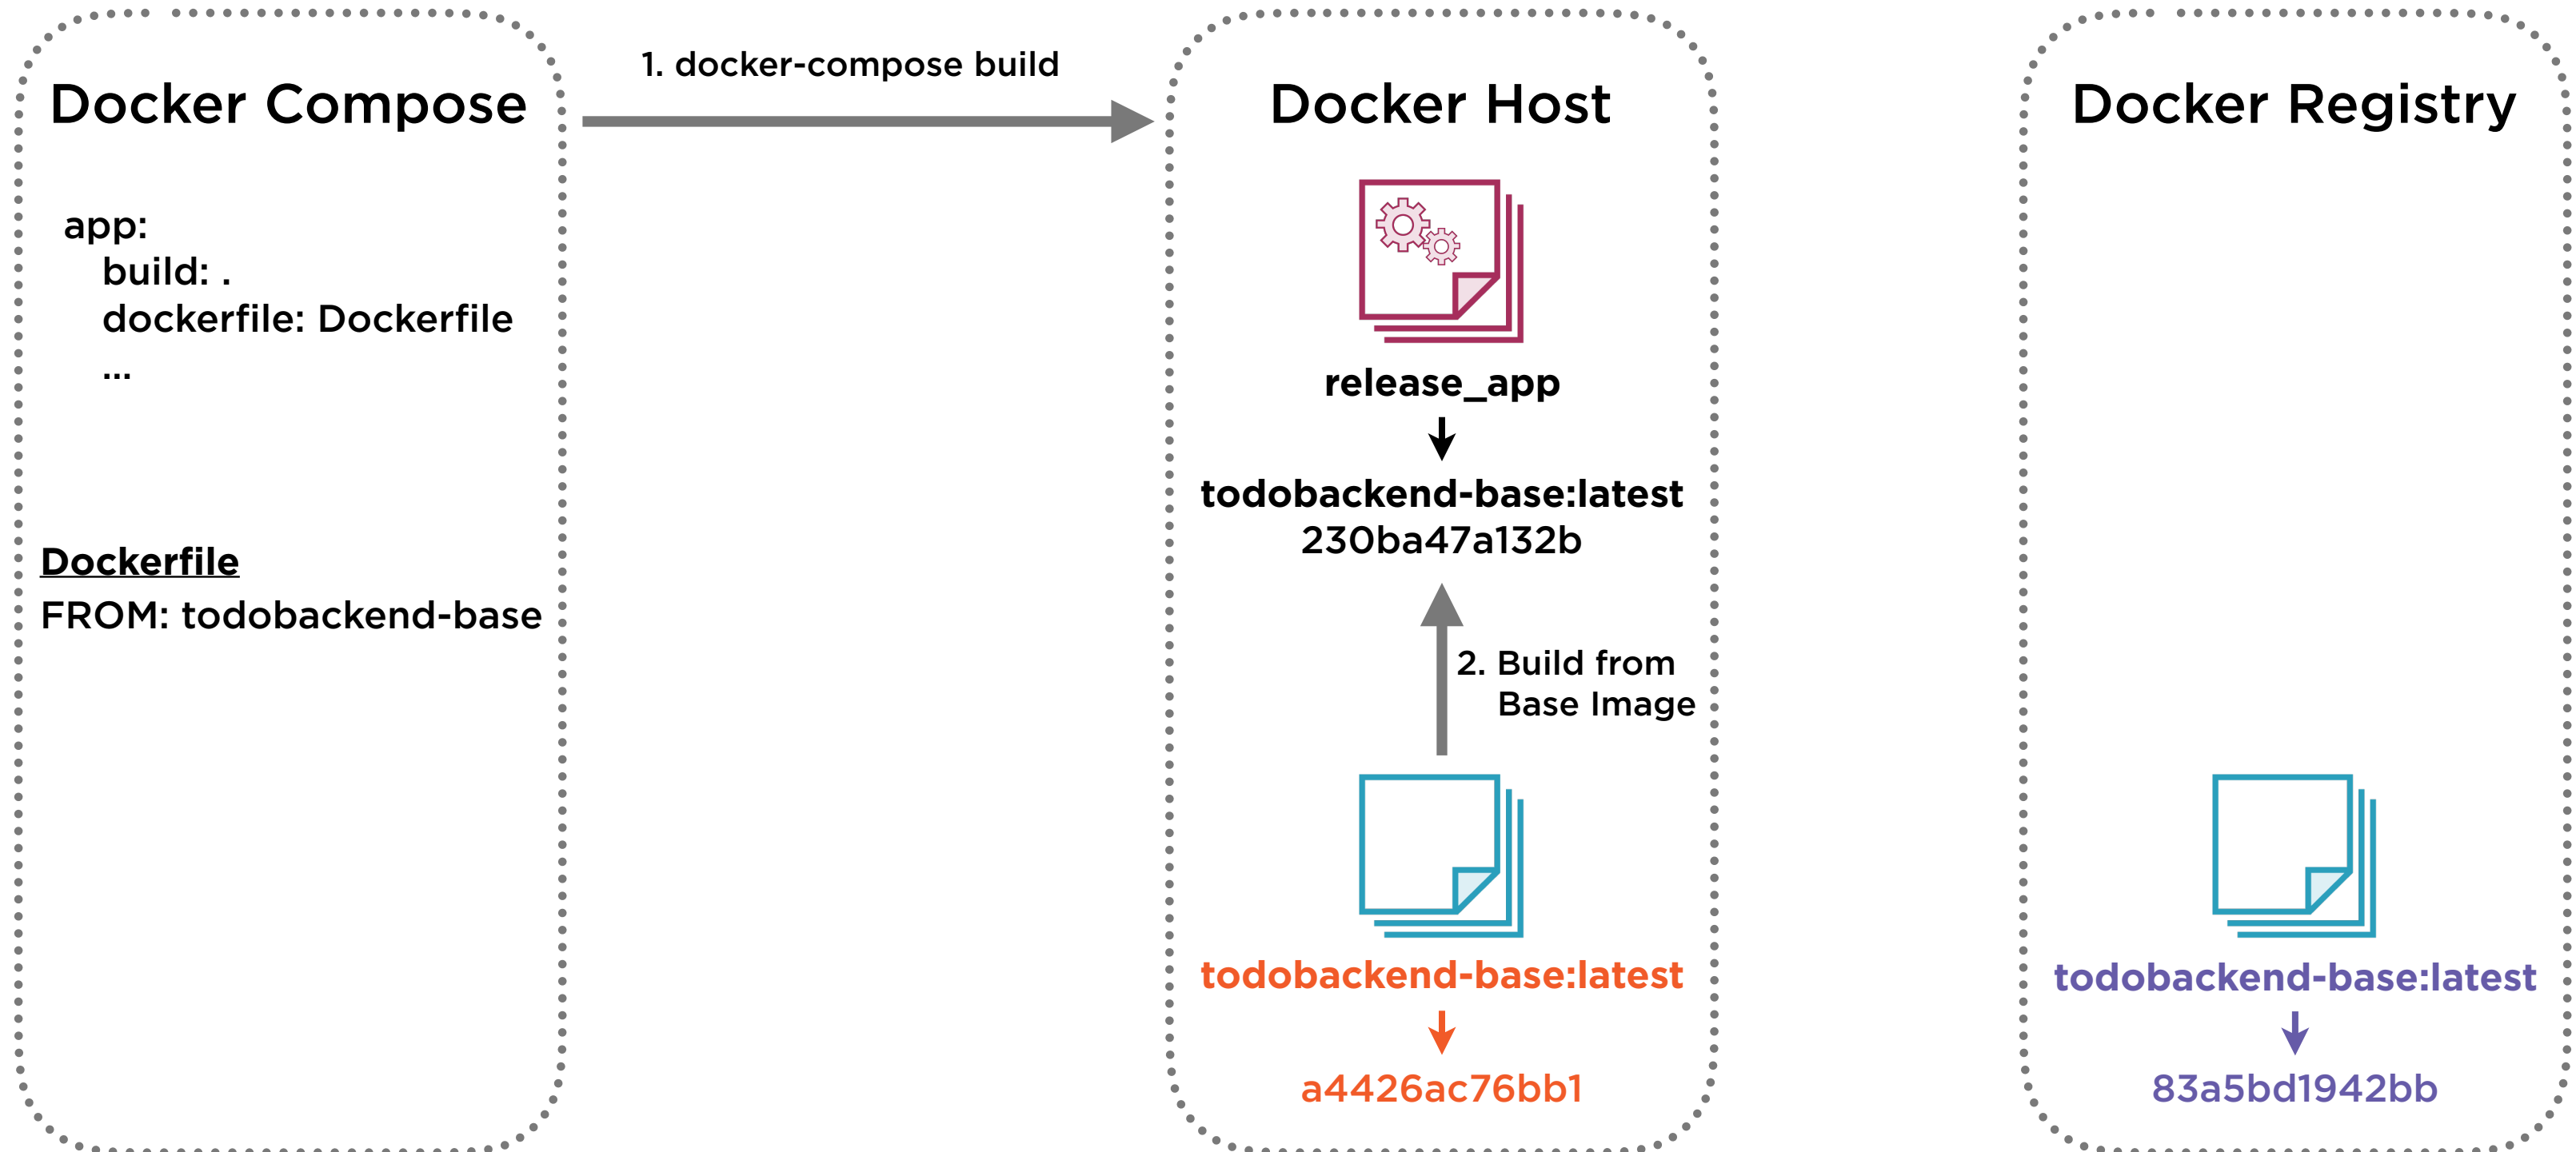 Docker Compose
app:
build: .
dockerfile: Dockerfile
...
Dockerfile
FROM: todobackend-base
1. docker-compose build
Docker Host
release_app
todobackend-base:latest
230ba47a132b
2. Build from
Base Image
todobackend-base:latest
a4426ac76bb1
Docker Registry
todobackend-base:latest
83a5bd1942bb